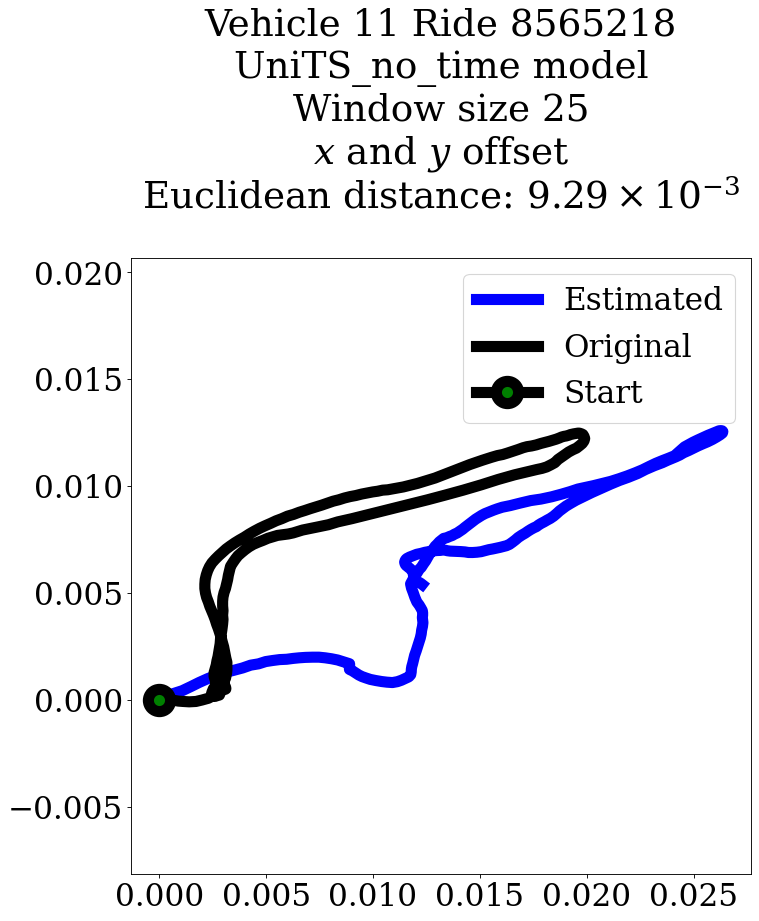 Vehicle 11 Ride 8565218
UniTS_no_time model
Window size 25
x and y offset
Euclidean distance: 9.29 × 10⁻³
0.020
0.015
0.010
0.005
0.000
−0.005
Estimated
Original
Start
0.000 0.005 0.010 0.015 0.020 0.025